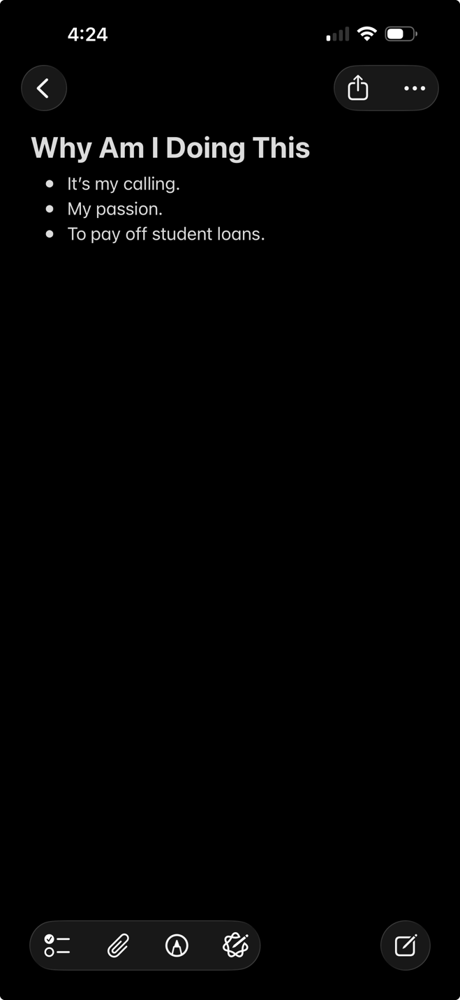 4:24
Why Am I Doing This
It’s my calling.
My passion.
To pay off student loans.